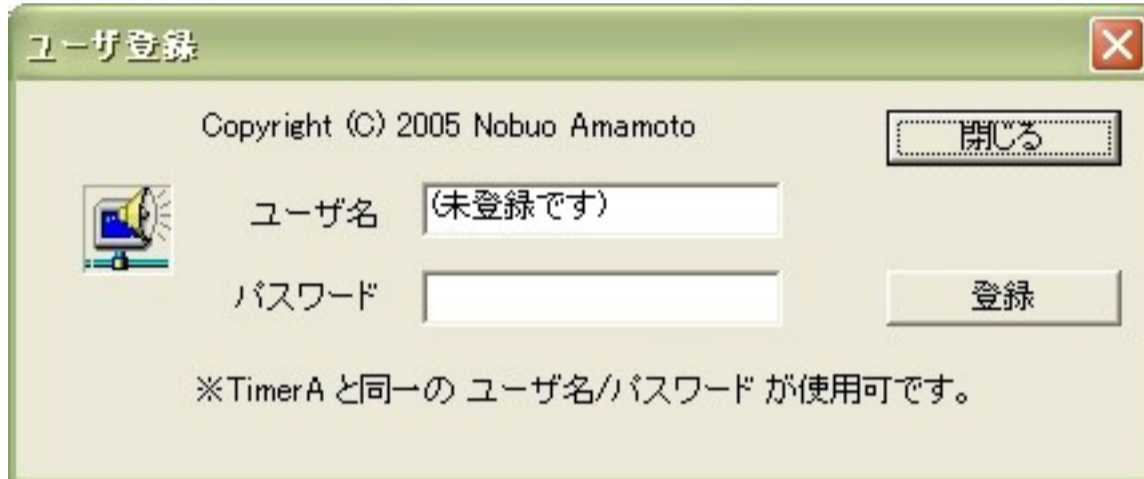 ユーザ登録
Copyright (C) 2005 Nobuo Amamoto
閉じる
ユーザ名 (未登録です)
パスワード
登録
※TimerA と同一の ユーザ名/パスワード が使用可です。